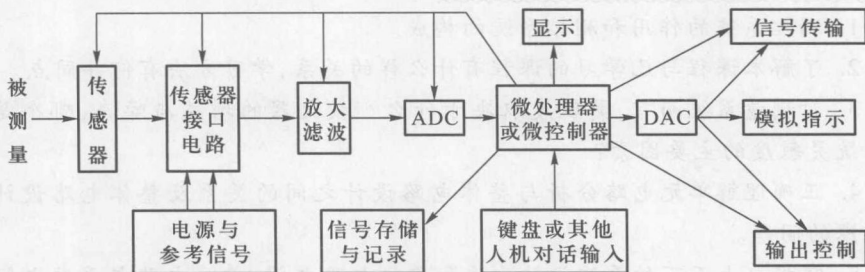 显示
信号传输
被测量
传感器
传感器
接口
电路
放大
滤波
ADC
微处理器
或微控制器
DAC
模拟指示
电源与
参考信号
信号存储
与记录
键盘或其他
人机对话输入
输出控制